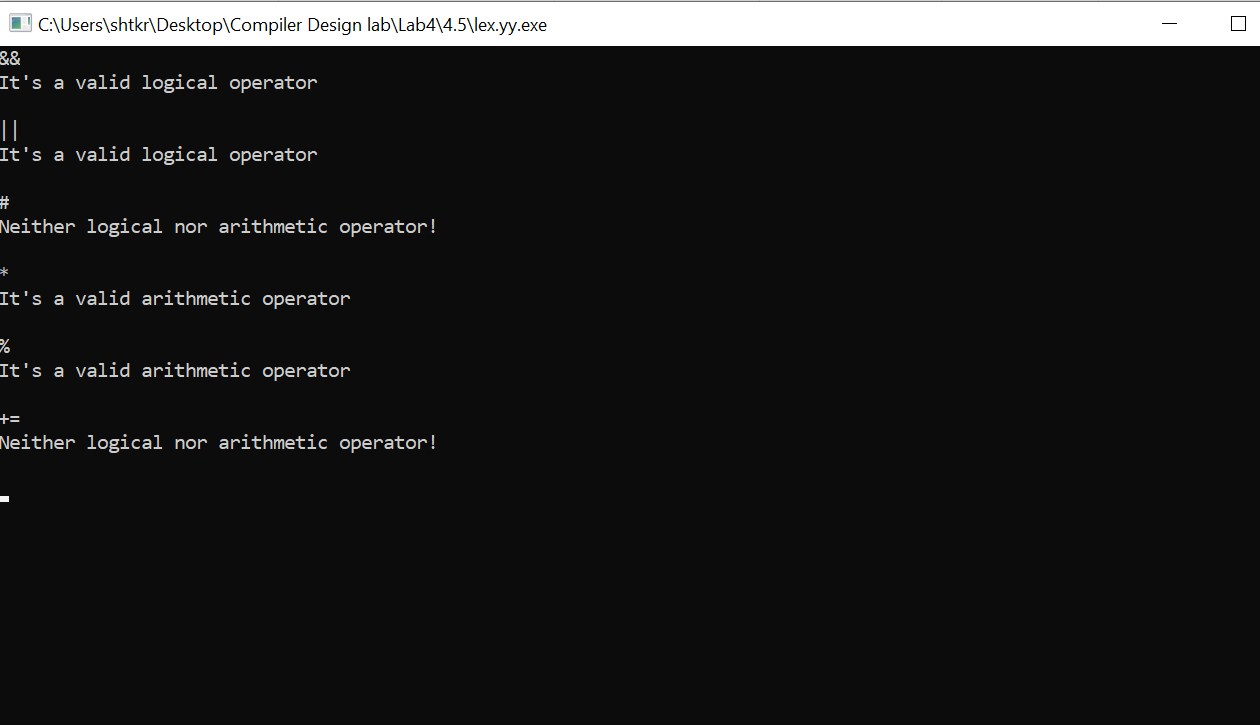 C:\Users\shtkr\Desktop\Compiler Design lab\Lab4\4.5\lex.yy.exe
&&
It's a valid logical operator
||
It's a valid logical operator
#
Neither logical nor arithmetic operator!
*
It's a valid arithmetic operator
%
It's a valid arithmetic operator
+=
Neither logical nor arithmetic operator!